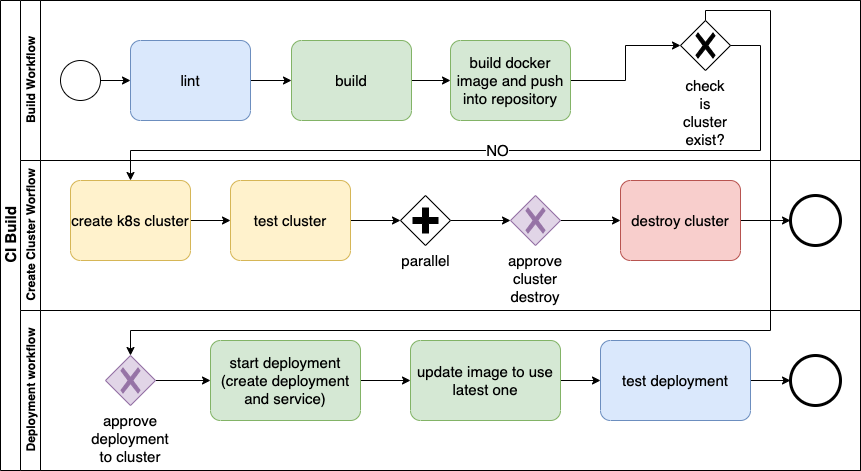 CI Build
Build Workflow
lint
build
build docker
image and push
into repository
check
is
cluster
exist?
NO
Create Cluster Worflow
create k8s cluster
test cluster
parallel
approve
cluster
destroy
destroy cluster
Deployment workflow
approve
deployment
to cluster
start deployment
(create deployment
and service)
update image to use
latest one
test deployment